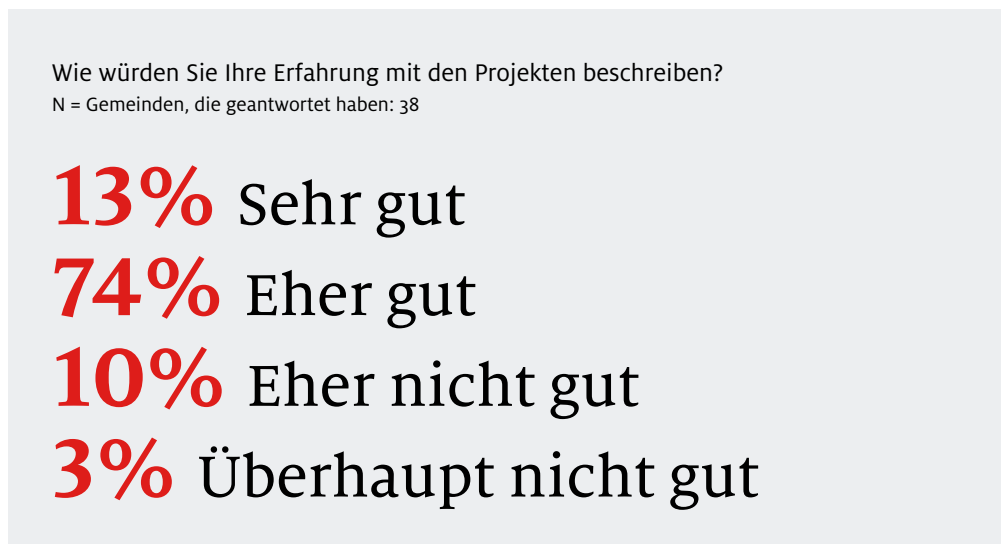 Wie würden Sie Ihre Erfahrung mit den Projekten beschreiben?
N = Gemeinden, die geantwortet haben: 38
13% Sehr gut
74% Eher gut
10% Eher nicht gut
3% Überhaupt nicht gut